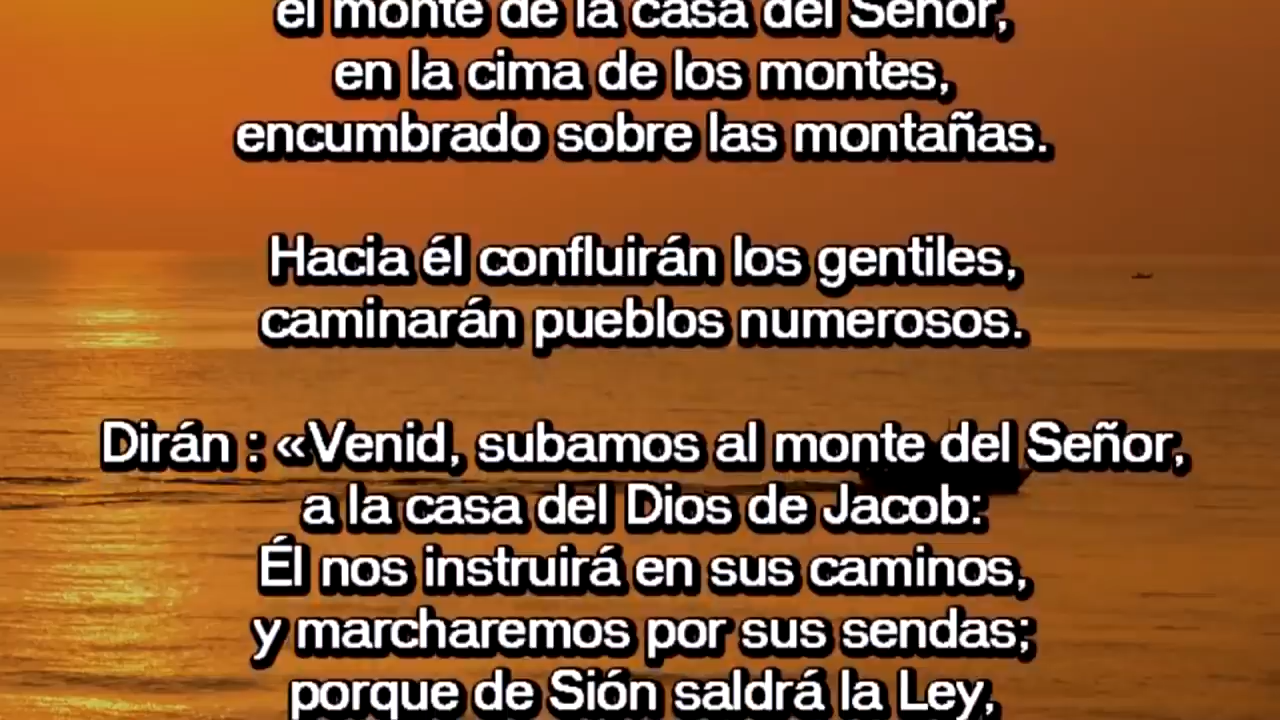 el monte de la casa del Señor,
en la cima de los montes,
encumbrado sobre las montañas.
Hacia él confluirán los gentiles,
caminarán pueblos numerosos.
Dirán : «Venid, subamos al monte del Señor,
a la casa del Dios de Jacob:
Él nos instruirá en sus caminos,
y marcharemos por sus sendas;
porque de Sión saldrá la Ley,